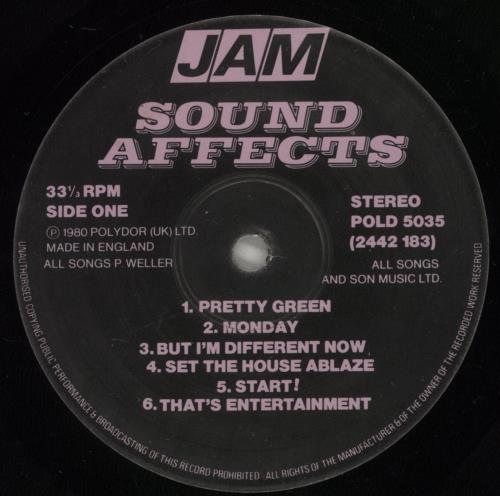 JAM
SOUND
AFFECTS
33⅓ RPM
SIDE ONE
Ⓟ 1980 POLYDOR (UK) LTD.
MADE IN ENGLAND
ALL SONGS P. WELLER
STEREO
POLD 5035
(2442 183)
ALL SONGS
AND SON MUSIC LTD.
1. PRETTY GREEN
2. MONDAY
3. BUT I'M DIFFERENT NOW
4. SET THE HOUSE ABLAZE
5. START!
6. THAT'S ENTERTAINMENT
UNAUTHORISED COPYING PUBLIC PERFORMANCE & BROADCASTING OF THIS RECORD PROHIBITED. ALL RIGHTS OF THE MANUFACTURER & OF THE OWNER OF THE RECORDED WORK RESERVED